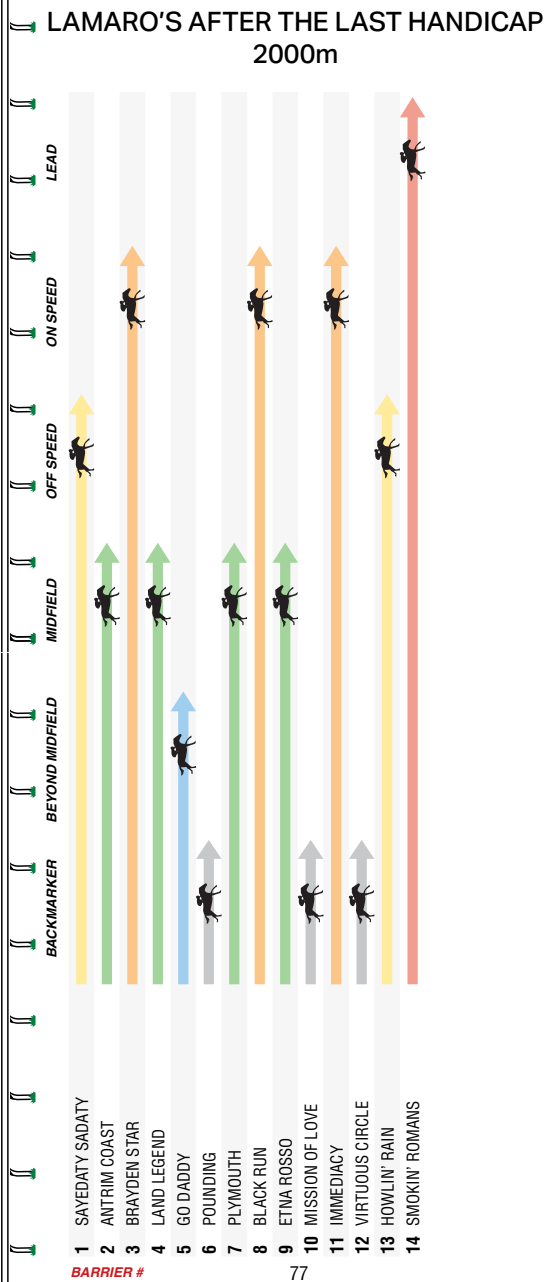 LAMARO'S AFTER THE LAST HANDICAP
2000m
LEAD
ON SPEED
OFF SPEED
MIDFIELD
BEYOND MIDFIELD
BACKMARKER
1 SAYEDATY SADATY
2 ANTRIM COAST
3 BRAYDEN STAR
4 LAND LEGEND
5 GO DADDY
6 POUNDING
7 PLYMOUTH
8 BLACK RUN
9 ETNA ROSSO
10 MISSION OF LOVE
11 IMMEDIACY
12 VIRTUOUS CIRCLE
13 HOWLIN' RAIN
14 SMOKIN' ROMANS
BARRIER #
77